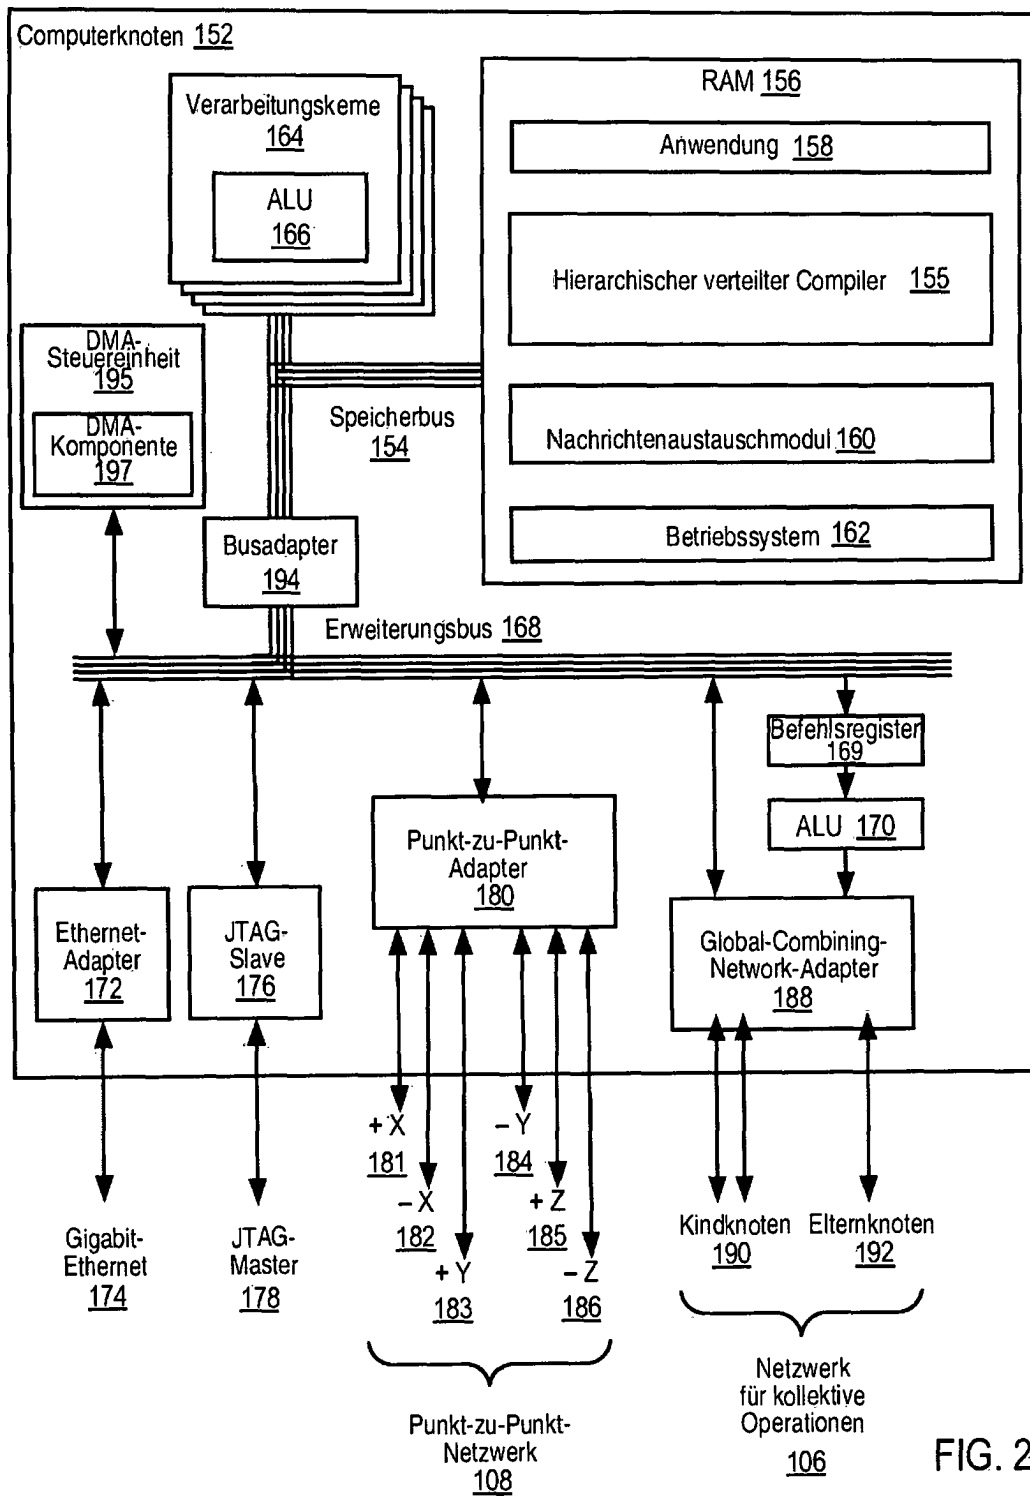 Computerknoten 152
Verarbeitungskerne
164
ALU
166
RAM 156
Anwendung 158
Hierarchischer verteilter Compiler 155
Nachrichtenaustauschmodul 160
Betriebssystem 162
DMA-
Steuereinheit
195
DMA-
Komponente
197
Speicherbus
154
Busadapter
194
Erweiterungsbus 168
Befehlsregister
169
ALU 170
Punkt-zu-Punkt-
Adapter
180
Ethernet-
Adapter
172
JTAG-
Slave
176
Global-Combining-
Network-Adapter
188
+ X
181
– X
182
+ Y
183
– Y
184
+ Z
185
– Z
186
Gigabit-
Ethernet
174
JTAG-
Master
178
Kindknoten
190
Elternknoten
192
Punkt-zu-Punkt-
Netzwerk
108
Netzwerk
für kollektive
Operationen
106
FIG. 2